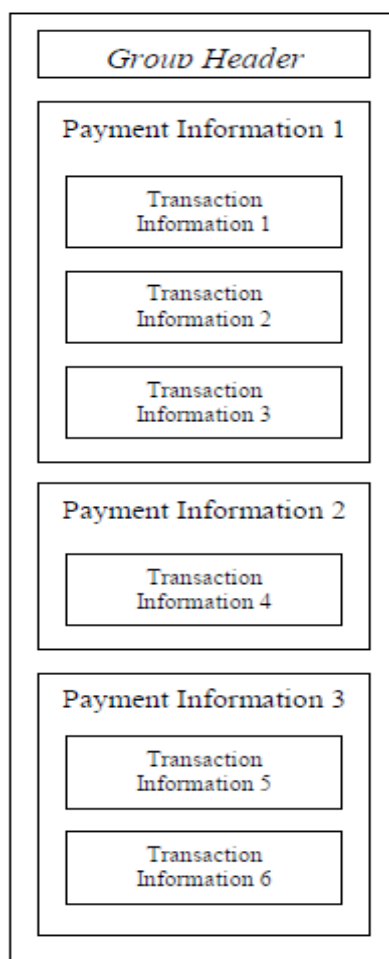 Group Header
Payment Information 1
Transaction
Information 1
Transaction
Information 2
Transaction
Information 3
Payment Information 2
Transaction
Information 4
Payment Information 3
Transaction
Information 5
Transaction
Information 6